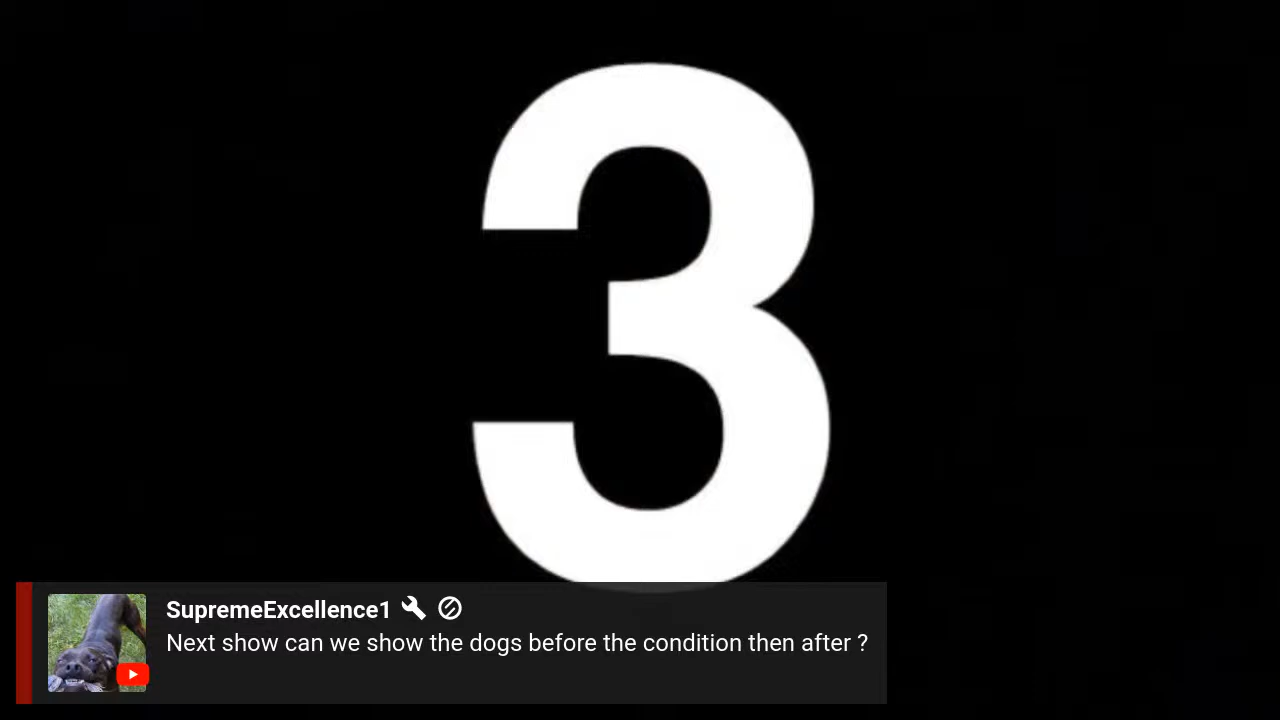 3
SupremeExcellence1
Next show can we show the dogs before the condition then after ?